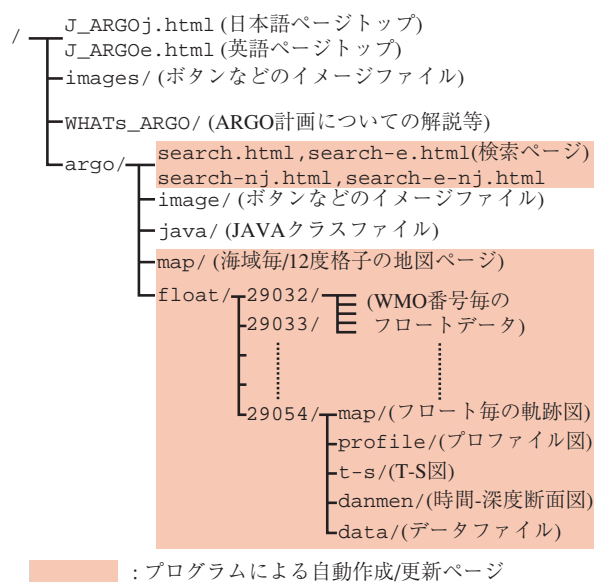 /
J_ARGOj.html (日本語ページトップ)
J_ARGOe.html (英語ページトップ)
images/ (ボタンなどのイメージファイル)
WHATs_ARGO/ (ARGO計画についての解説等)
argo/
search.html,search-e.html(検索ページ)
search-nj.html,search-e-nj.html
image/ (ボタンなどのイメージファイル)
java/ (JAVAクラスファイル)
map/ (海域毎/12度格子の地図ページ)
float/
29032/
(WMO番号毎の
29033/
フロートデータ)
29054/
map/(フロート毎の軌跡図)
profile/(プロファイル図)
t-s/(T-S図)
danmen/(時間-深度断面図)
data/(データファイル)
: プログラムによる自動作成/更新ページ